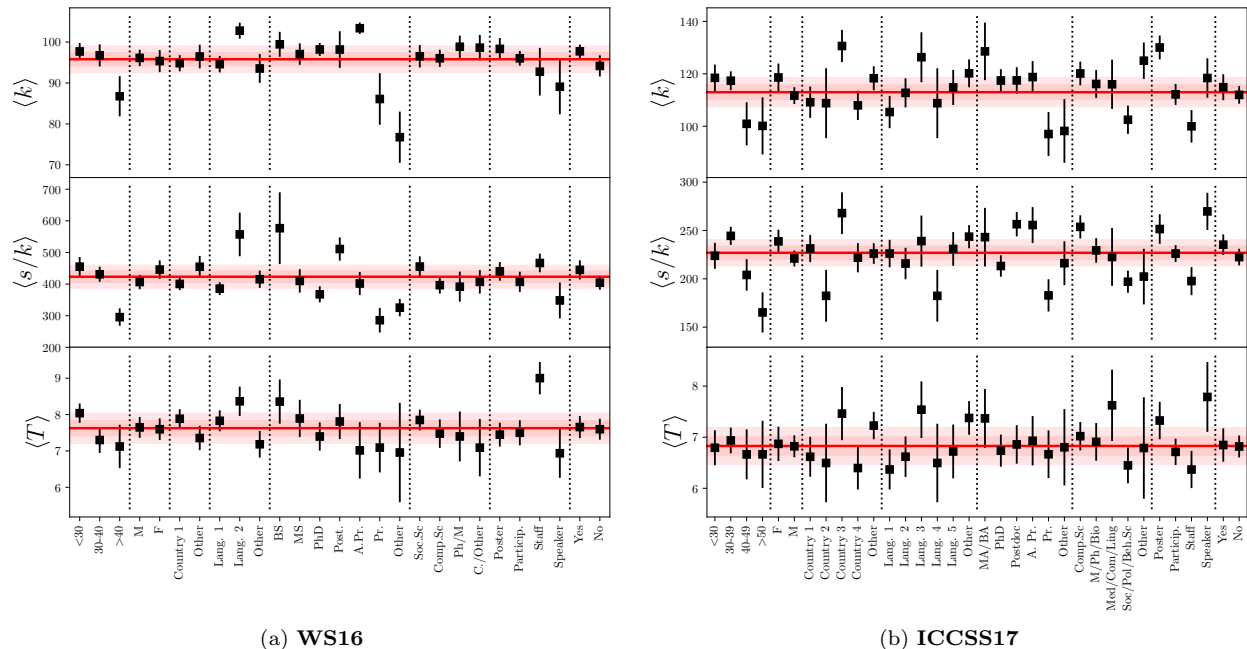 ⟨k⟩
100
90
80
70
⟨s/k⟩
700
600
500
400
300
200
⟨T⟩
9
8
7
6
<30
30-40
>40
M
F
Country 1
Other
Lang. 1
Lang. 2
Other
BS
MS
PhD
Post.
A.Pr.
Pr.
Other
Soc.Sc
Comp.Sc
Ph/M
C./Other
Poster
Particip.
Staff
Speaker
Yes
No
(a) WS16
⟨k⟩
140
120
100
⟨s/k⟩
300
250
200
150
⟨T⟩
8
7
6
<30
30-39
40-49
>50
F
M
Country 1
Country 2
Country 3
Country 4
Other
Lang. 1
Lang. 2
Lang. 3
Lang. 4
Lang. 5
Other
MA/BA
PhD
Postdoc
A. Pr.
Pr.
Other
Comp.Sc
M/Ph/Bio
Med/Com/Ling
Soc/Pol/Beh.Sc
Other
Poster
Particip.
Staff
Speaker
Yes
No
(b) ICCSS17